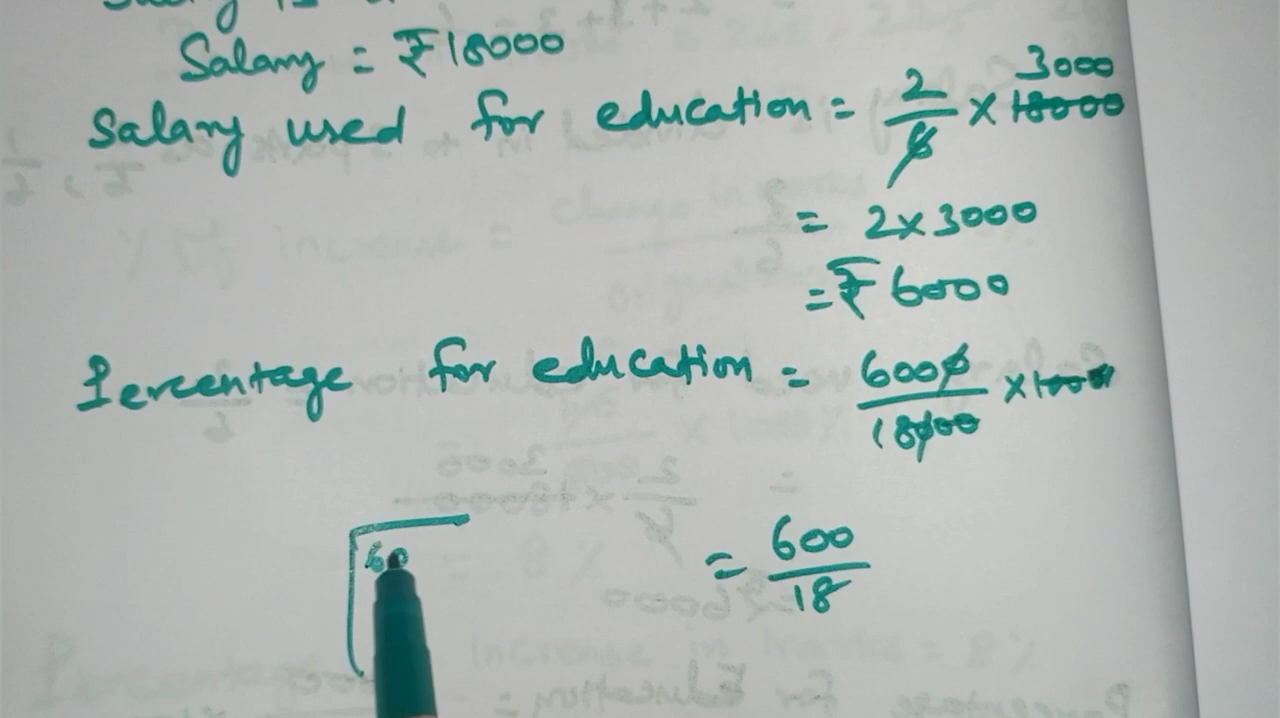 Salary = ₹18000
3000
Salary used for education = 2/6 × 18000
= 2×3000
= ₹6000
Percentage for education = 6000/18000 ×100
= 600/18
60